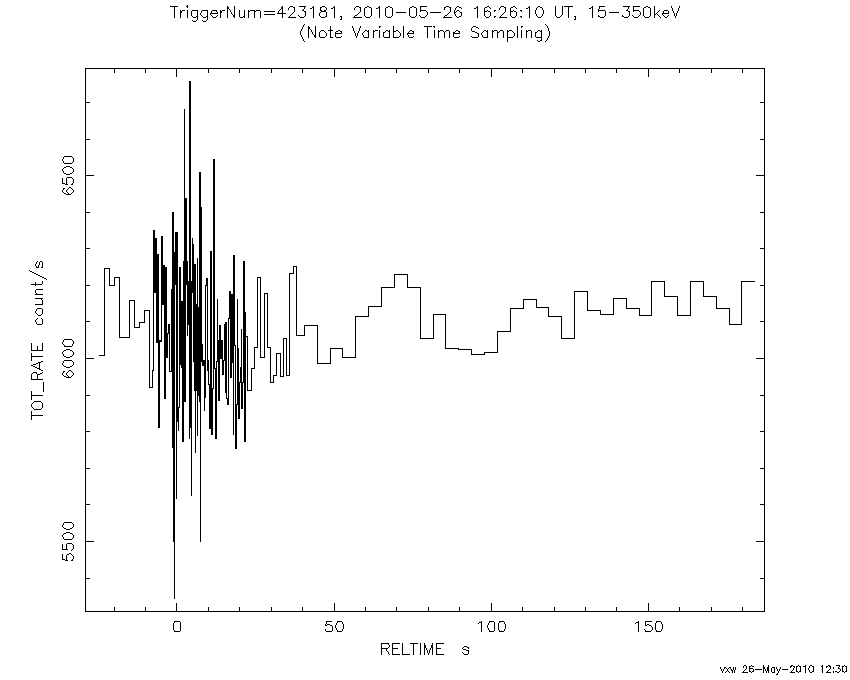 TriggerNum=423181, 2010-05-26 16:26:10 UT, 15-350keV
(Note Variable Time Sampling)
TOT_RATE count/s
6500
6000
5500
0 50 100 150
RELTIME s
vxw 26-May-2010 12:30